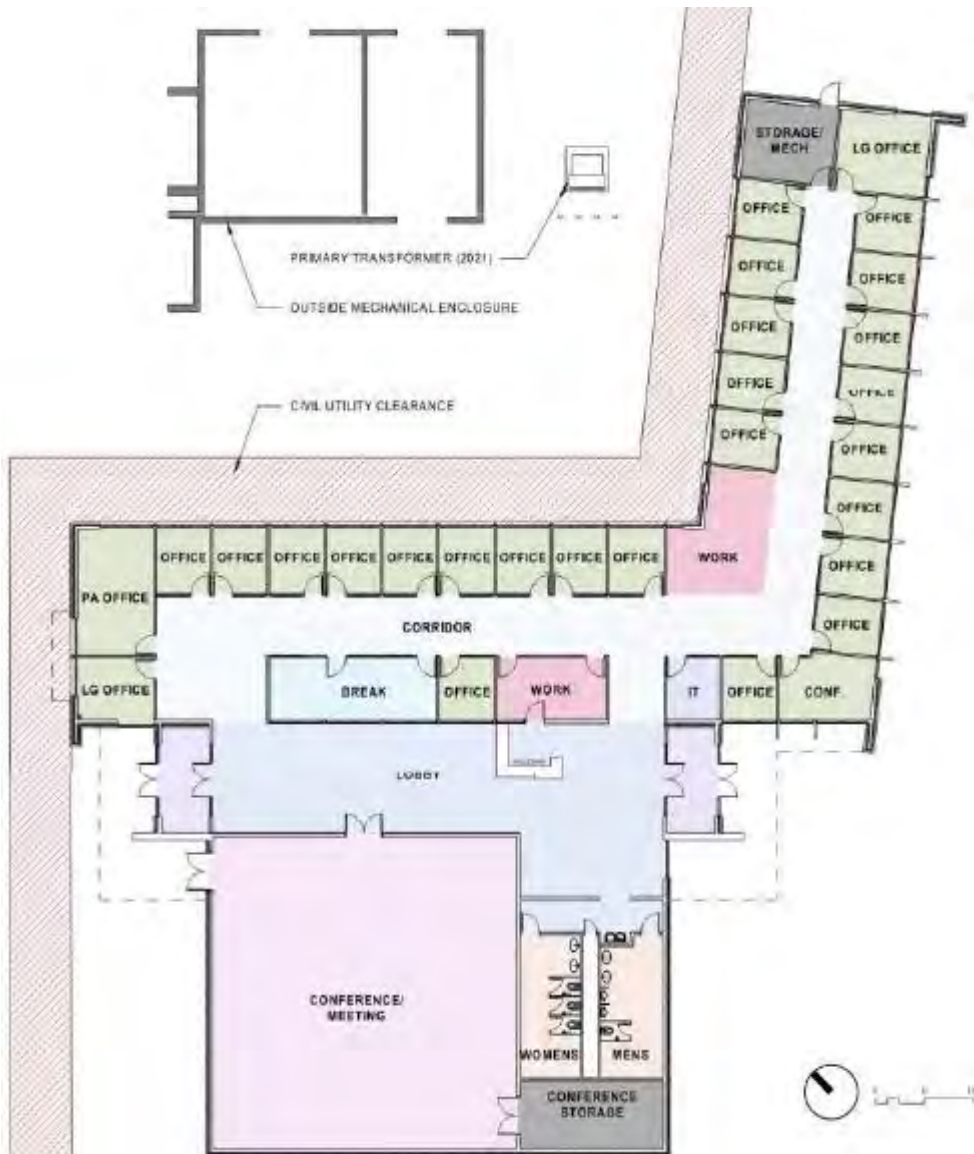 STORAGE/
MECH
LG OFFICE
OFFICE
OFFICE
OFFICE
OFFICE
PRIMARY TRANSFORMER (2021)
OUTSIDE MECHANICAL ENCLOSURE
OFFICE
OFFICE
OFFICE
OFFICE
CIVIL UTILITY CLEARANCE
OFFICE
OFFICE
OFFICE
OFFICE
OFFICE
OFFICE
OFFICE
OFFICE
OFFICE
OFFICE
OFFICE
OFFICE
WORK
OFFICE
PA OFFICE
CORRIDOR
OFFICE
LG OFFICE
BREAK
OFFICE
WORK
IT
OFFICE
CONF.
LOBBY
CONFERENCE/
MEETING
WOMENS
MENS
CONFERENCE
STORAGE